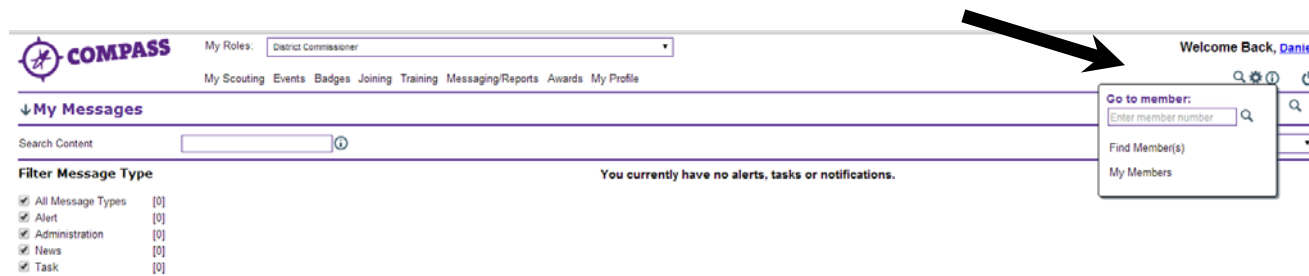 COMPASS
My Roles: District Commissioner
Welcome Back, Danie
My Scouting Events Badges Joining Training Messaging/Reports Awards My Profile
My Messages
Go to member:
Enter member number
Search Content
Find Member(s)
Filter Message Type
You currently have no alerts, tasks or notifications.
My Members
All Message Types [0]
Alert [0]
Administration [0]
News [0]
Task [0]